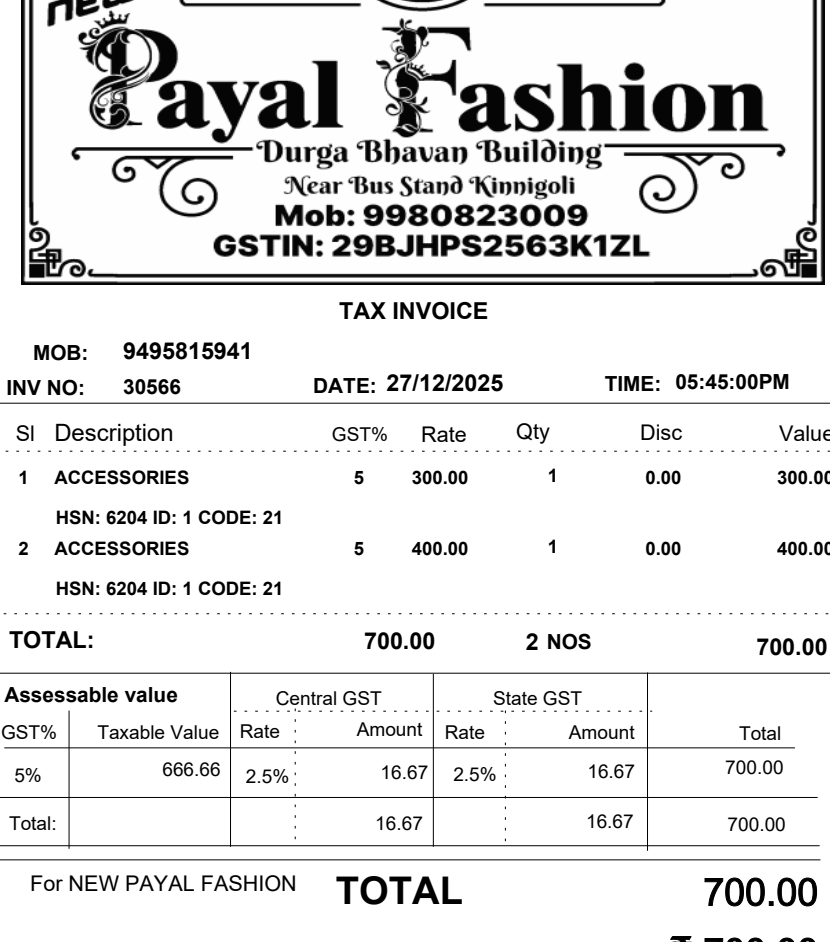 new
Payal Fashion
Durga Bhavan Building
Near Bus Stand Kinnigoli
Mob: 9980823009
GSTIN: 29BJHPS2563K1ZL
TAX INVOICE
MOB: 9495815941
INV NO: 30566 DATE: 27/12/2025 TIME: 05:45:00PM
Sl Description GST% Rate Qty Disc Value
1 ACCESSORIES 5 300.00 1 0.00 300.00
HSN: 6204 ID: 1 CODE: 21
2 ACCESSORIES 5 400.00 1 0.00 400.00
HSN: 6204 ID: 1 CODE: 21
TOTAL: 700.00 2 NOS 700.00
Assessable value Central GST State GST
GST% Taxable Value Rate Amount Rate Amount Total
5% 666.66 2.5% 16.67 2.5% 16.67 700.00
Total: 16.67 16.67 700.00
For NEW PAYAL FASHION TOTAL 700.00
₹ 700.00